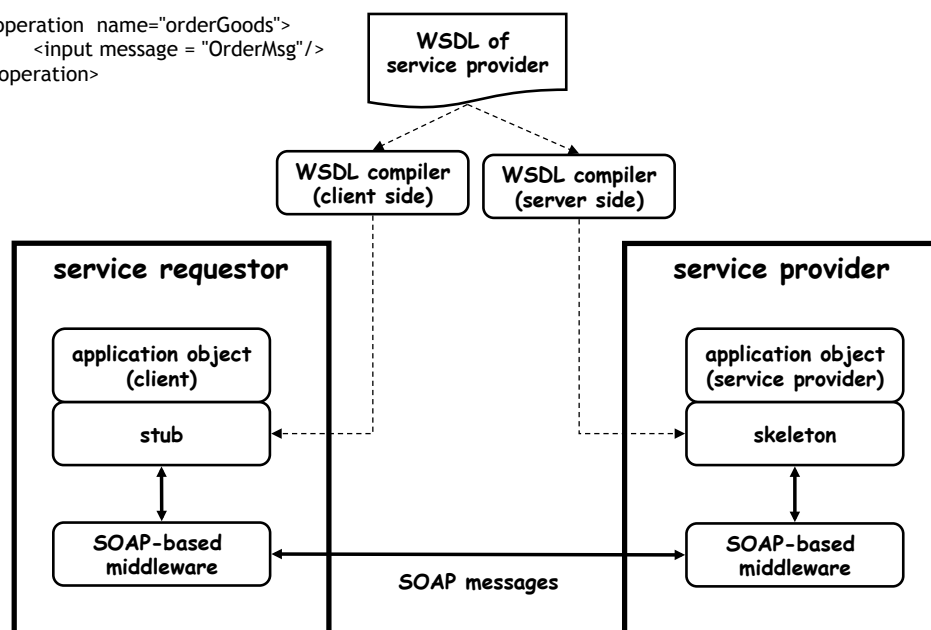 operation name="orderGoods">
<input message = "OrderMsg"/>
operation>
WSDL of
service provider
WSDL compiler
(client side)
WSDL compiler
(server side)
service requestor
service provider
application object
(client)
application object
(service provider)
stub
skeleton
SOAP-based
middleware
SOAP-based
middleware
SOAP messages